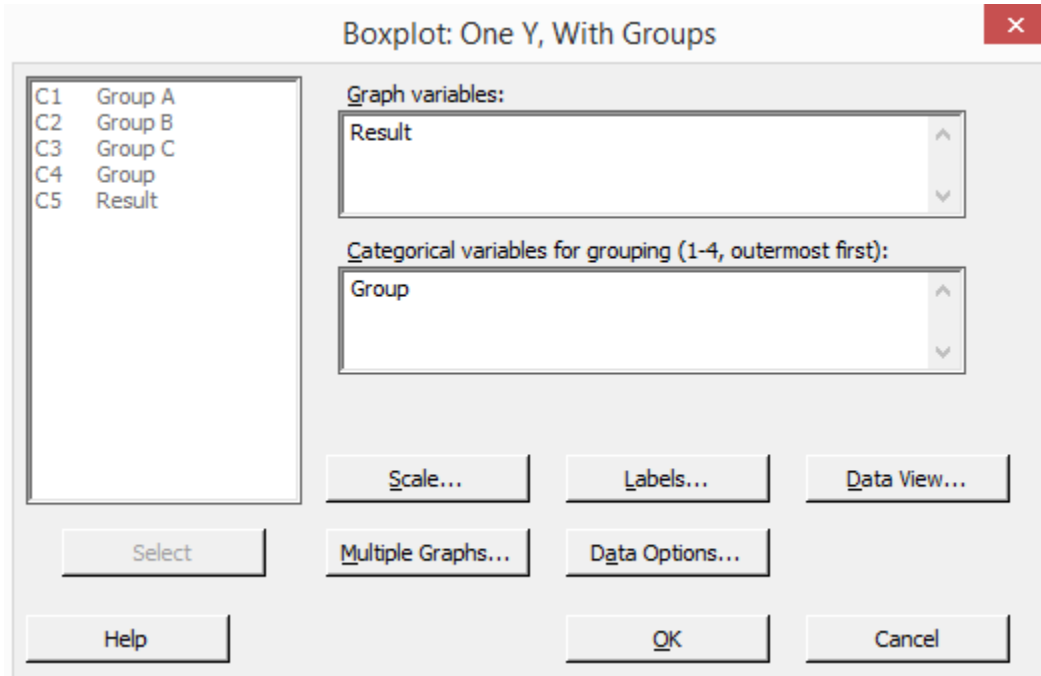 Boxplot: One Y, With Groups
C1 Group A
C2 Group B
C3 Group C
C4 Group
C5 Result
Graph variables:
Result
Categorical variables for grouping (1-4, outermost first):
Group
Scale... Labels... Data View...
Select Multiple Graphs... Data Options...
Help OK Cancel